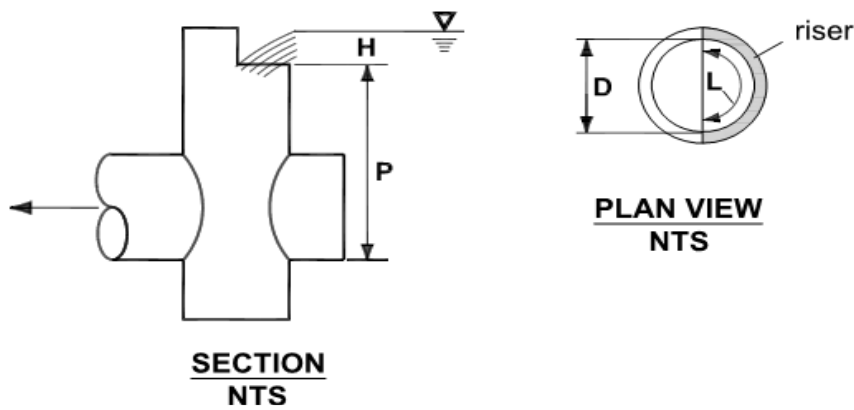 H
P
SECTION
NTS
riser
D
L
PLAN VIEW
NTS